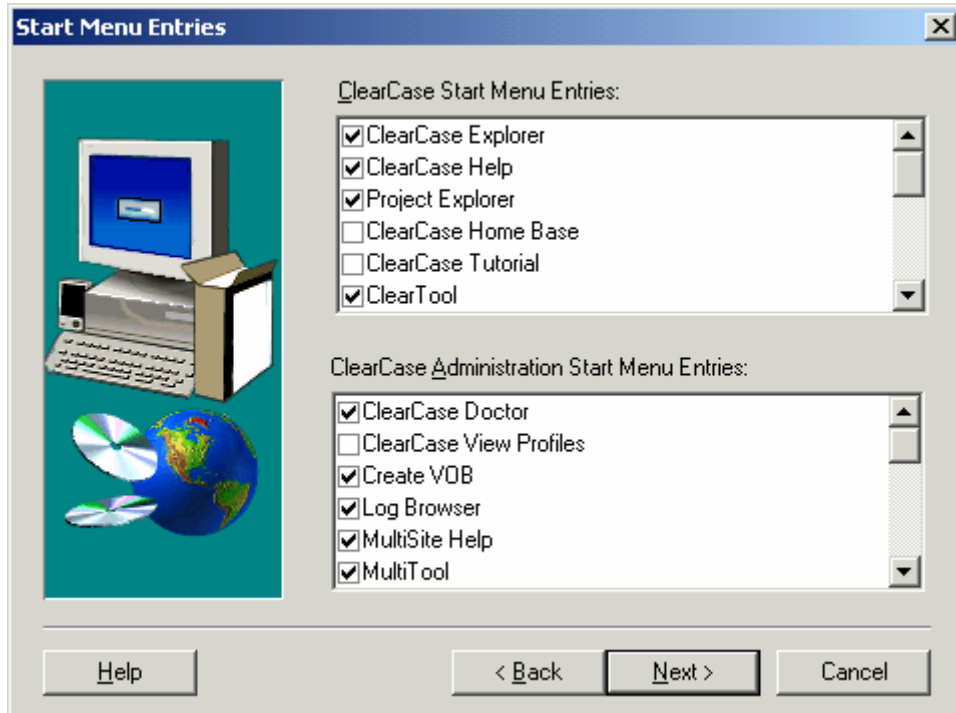 Start Menu Entries
ClearCase Start Menu Entries:
ClearCase Explorer
ClearCase Help
Project Explorer
ClearCase Home Base
ClearCase Tutorial
ClearTool
ClearCase Administration Start Menu Entries:
ClearCase Doctor
ClearCase View Profiles
Create VOB
Log Browser
MultiSite Help
MultiTool
Help
< Back
Next >
Cancel